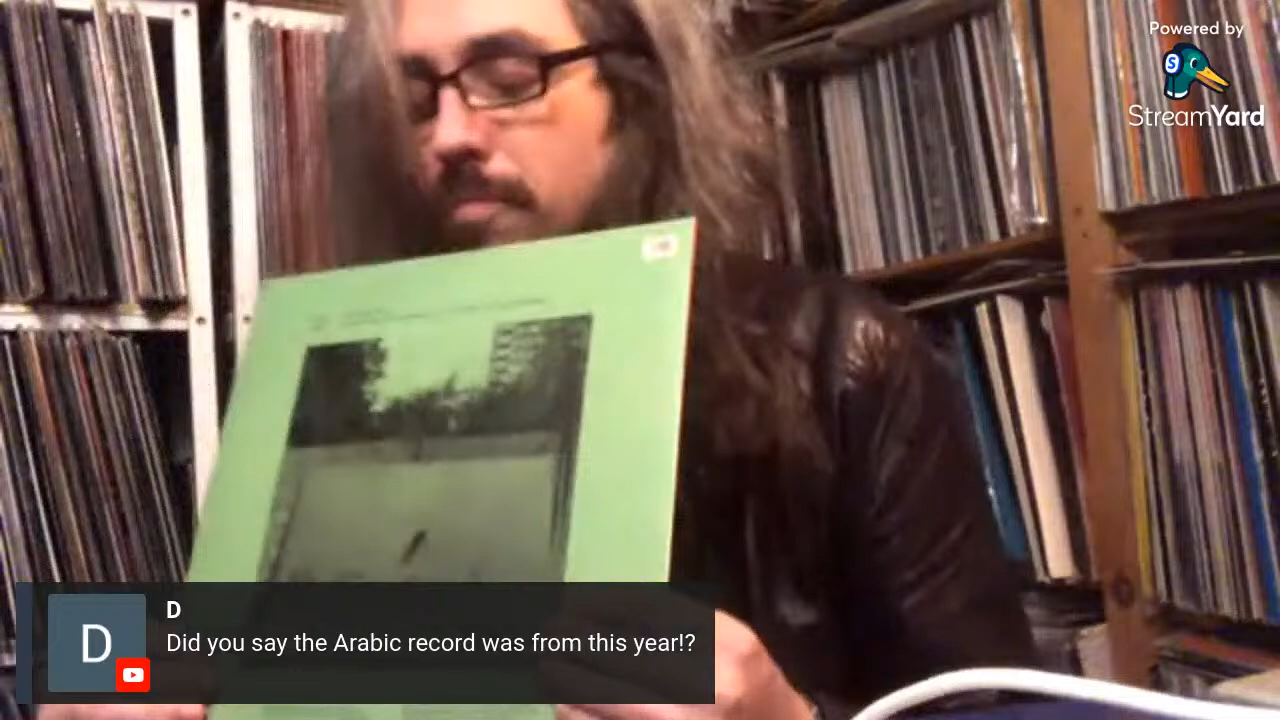 Powered by
S
StreamYard
D
D
Did you say the Arabic record was from this year!?